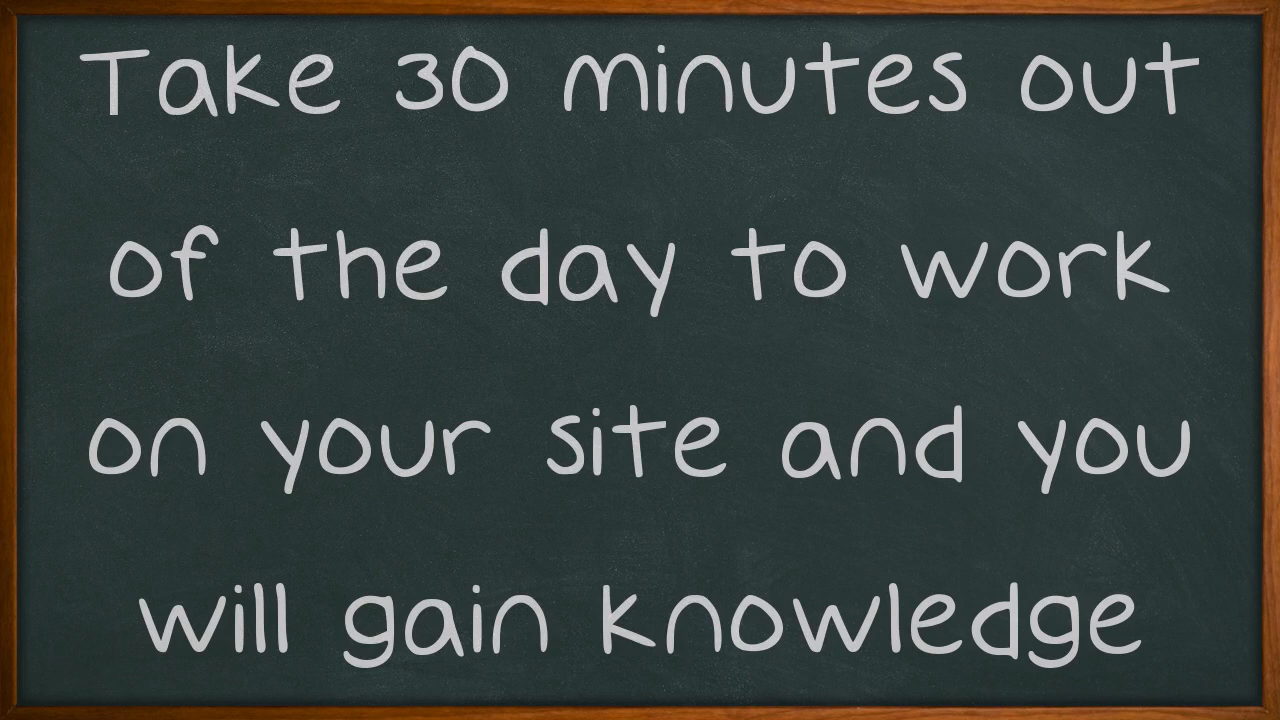 Take 30 minutes out
of the day to work
on your site and you
will gain knowledge